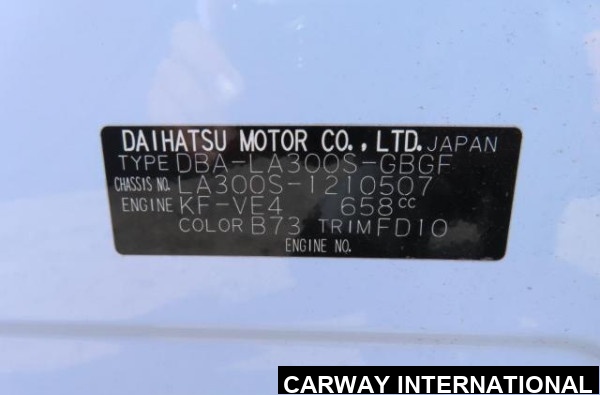 DAIHATSU MOTOR CO., LTD. JAPAN
TYPE DBA-LA300S-GBGF
CHASSIS NO. LA300S-1210507
ENGINE KF-VE4 658CC
COLOR B73 TRIM FD10
ENGINE NO.
CARWAY INTERNATIONAL